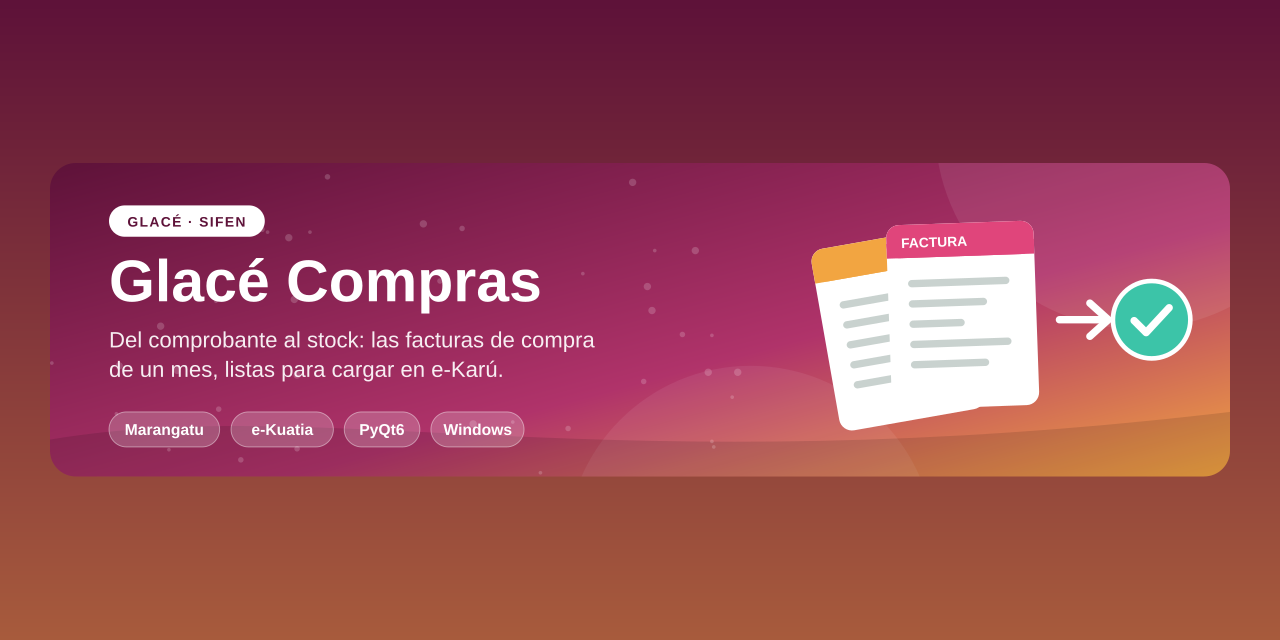 GLACÉ · SIFEN
Glacé Compras
Del comprobante al stock: las facturas de compra
de un mes, listas para cargar en e-Karú.
Marangatu
e-Kuatia
PyQt6
Windows
FACTURA